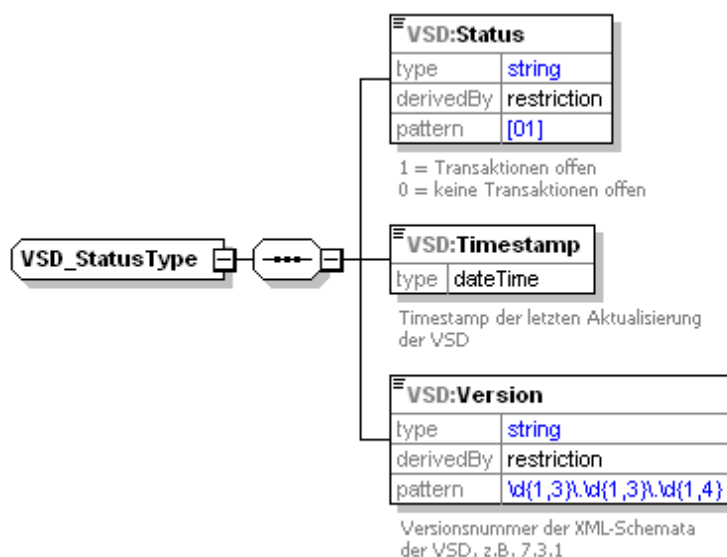 VSD:Status
type string
derivedBy restriction
pattern [01]
1 = Transaktionen offen
0 = keine Transaktionen offen
VSD_StatusType
VSD:Timestamp
type dateTime
Timestamp der letzten Aktualisierung
der VSD
VSD:Version
type string
derivedBy restriction
pattern \d{1,3}\.\d{1,3}\.\d{1,4}
Versionsnummer der XML-Schemata
der VSD, z.B. 7.3.1